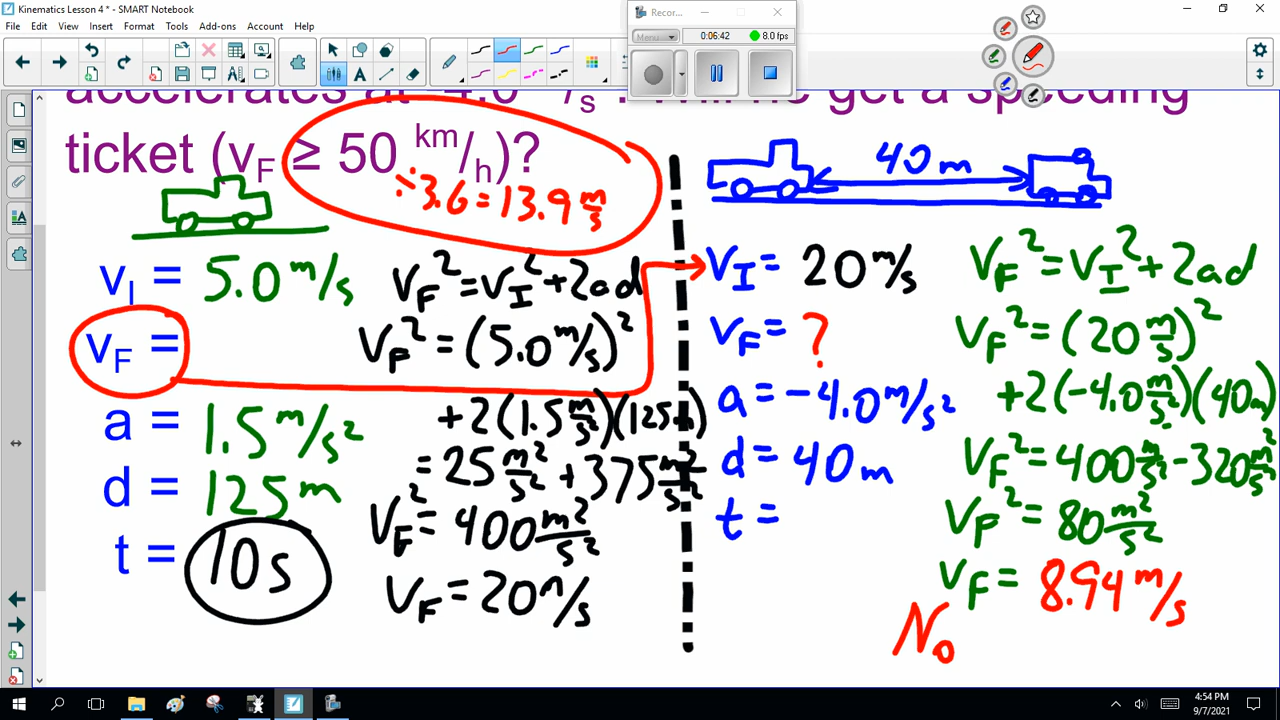 Kinematics Lesson 4 * - SMART Notebook
Recor...
File Edit View Insert Format Tools Add-ons Draw Help
Menu
0:06:42
8.0 fps
accelerates at -4.0 m/s². Will he get a speeding
ticket (vF ≥ 50 km/h)?
÷3.6 = 13.9 m/s
vI = 5.0 m/s
vF =
a = 1.5 m/s²
d = 125 m
t = 10 s
VF² = VI² + 2ad
VF² = (5.0 m/s)²
+2(1.5 m/s²)(125m)
= 25 m²/s² + 375 m²/s²
VF² = 400 m²/s²
VF = 20 m/s
40 m
VI = 20 m/s
VF = ?
a = -4.0 m/s²
d = 40 m
t =
VF² = VI² + 2ad
VF² = (20 m/s)²
+2(-4.0 m/s²)(40m)
VF² = 400 m²/s² - 320 m²/s²
VF² = 80 m²/s²
VF = 8.94 m/s
No
4:54 PM
9/7/2021